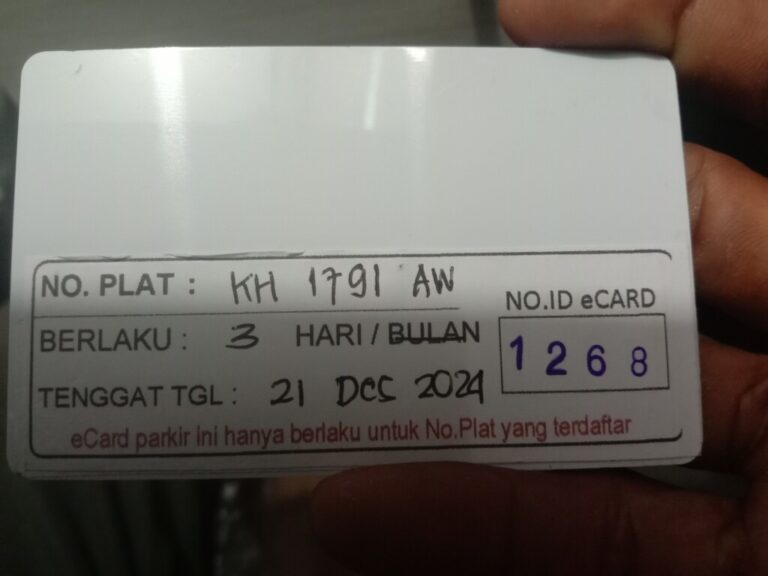 NO. PLAT : KH 1791 AW
BERLAKU : 3 HARI / BULAN
TENGGAT TGL : 21 Des 2024
NO.ID eCARD
1268
eCard parkir ini hanya berlaku untuk No.Plat yang terdaftar